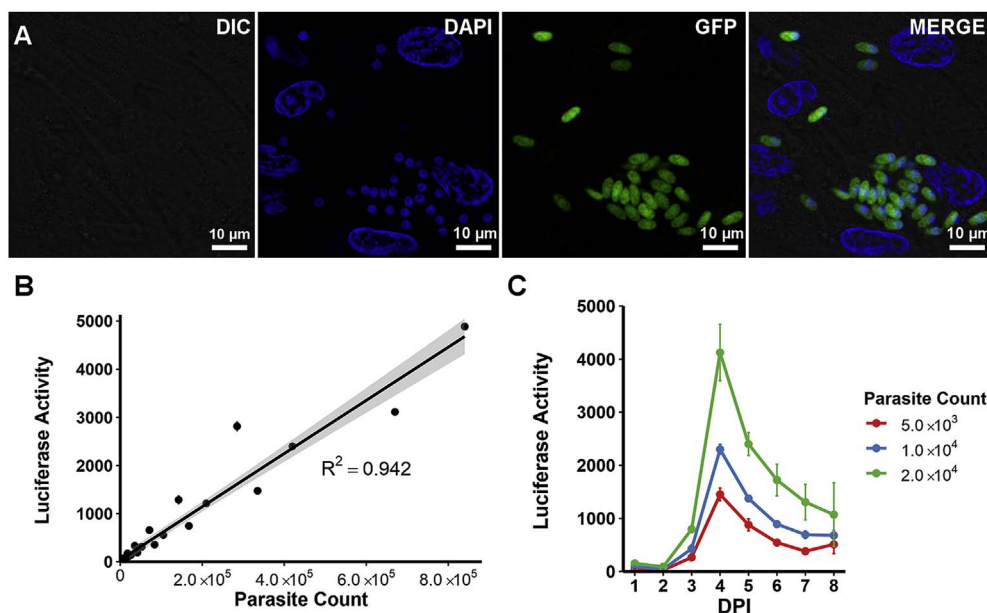 A
DIC
DAPI
GFP
MERGE
10 µm
10 µm
10 µm
10 µm
B
Luciferase Activity
5000
4000
3000
2000
1000
0
R² = 0.942
0
2.0×10⁵
4.0×10⁵
6.0×10⁵
8.0×10⁵
Parasite Count
C
Luciferase Activity
5000
4000
3000
2000
1000
0
1 2 3 4 5 6 7 8
DPI
Parasite Count
5.0×10³
1.0×10⁴
2.0×10⁴